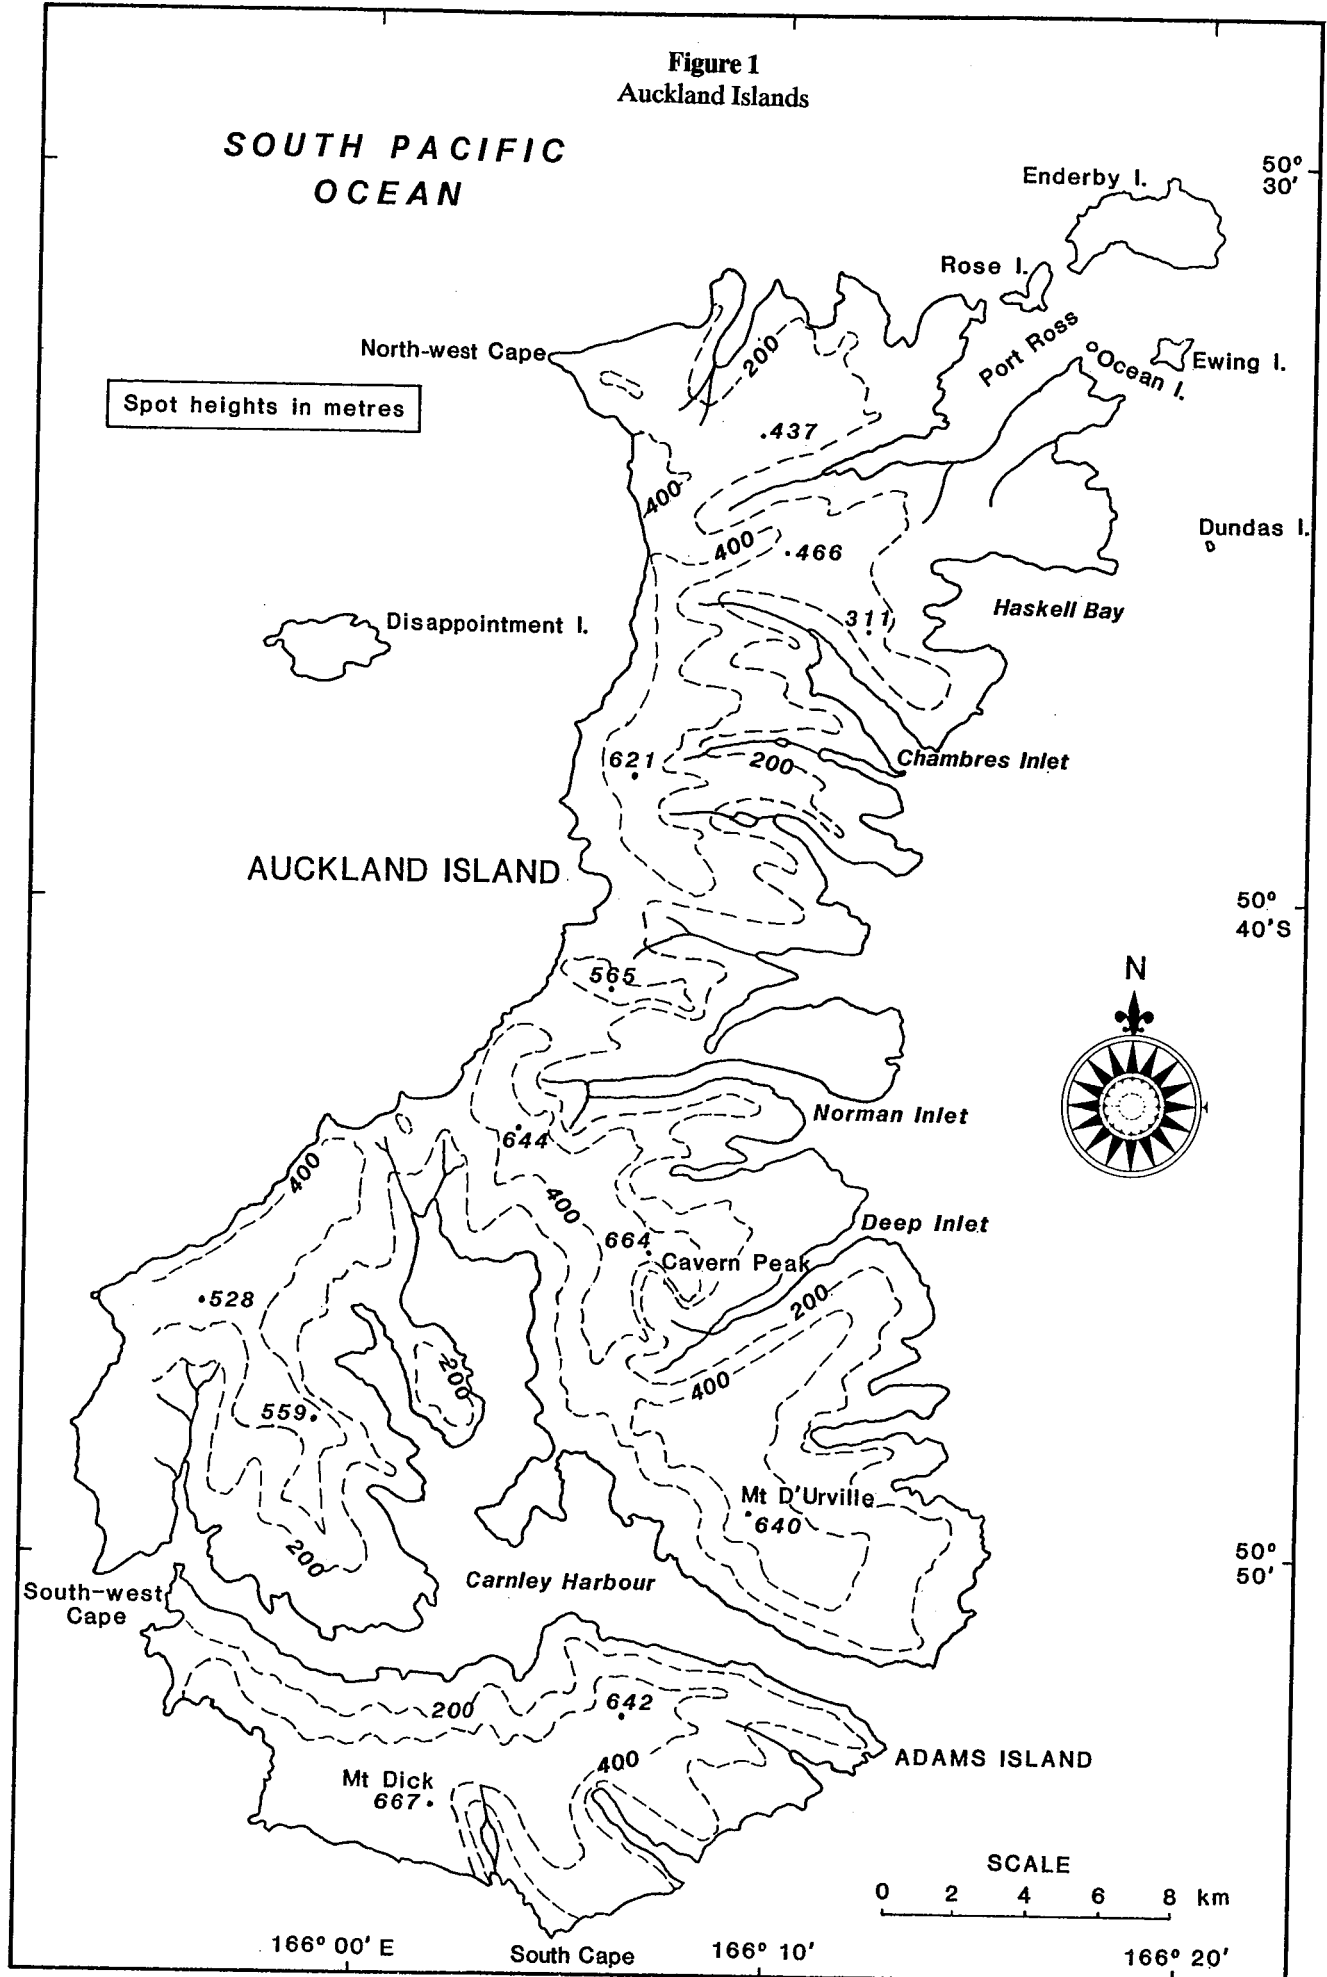 Figure 1
Auckland Islands
SOUTH PACIFIC
OCEAN
50°
30'
Enderby I.
Rose I.
Port Ross
North-west Cape
200
Ocean I.
Ewing I.
Spot heights in metres
.437
400
Dundas I.
400
.466
Haskell Bay
311
Disappointment I.
621
200
Chambres Inlet
AUCKLAND ISLAND
50°
40'S
565
N
Norman Inlet
644
400
400
Deep Inlet
664
Cavern Peak
528
200
200
400
559
Mt D'Urville
640
200
50°
50'
Carnley Harbour
South-west
Cape
200
642
ADAMS ISLAND
400
Mt Dick
667
SCALE
0 2 4 6 8 km
166° 00' E
South Cape
166° 10'
166° 20'